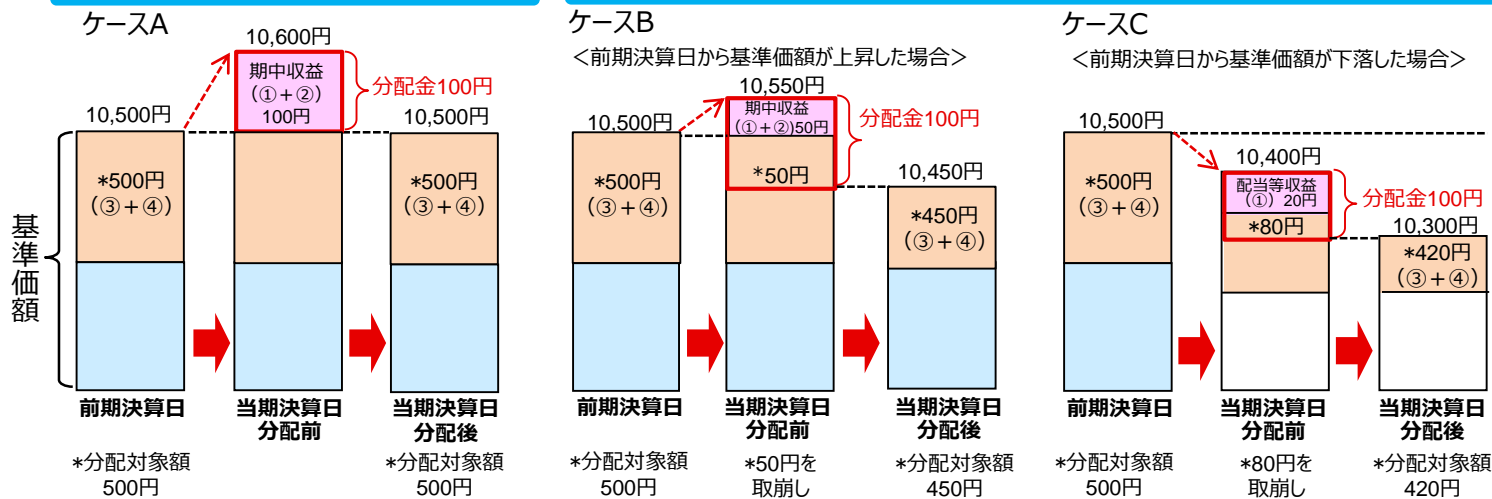 ケースA
10,600円
期中収益
（①＋②）
100円
分配金100円
10,500円
10,500円
*500円
（③＋④）
*500円
（③＋④）
基準価額
前期決算日
当期決算日
分配前
当期決算日
分配後
*分配対象額
500円
*分配対象額
500円
ケースB
＜前期決算日から基準価額が上昇した場合＞
10,550円
期中収益
（①＋②）50円
分配金100円
10,500円
*500円
（③＋④）
*50円
10,450円
*450円
（③＋④）
前期決算日
当期決算日
分配前
当期決算日
分配後
*分配対象額
500円
*50円を
取崩し
*分配対象額
450円
ケースC
＜前期決算日から基準価額が下落した場合＞
10,500円
10,400円
*500円
（③＋④）
配当等収益
（①）20円
分配金100円
*80円
10,300円
*420円
（③＋④）
前期決算日
当期決算日
分配前
当期決算日
分配後
*分配対象額
500円
*80円を
取崩し
*分配対象額
420円